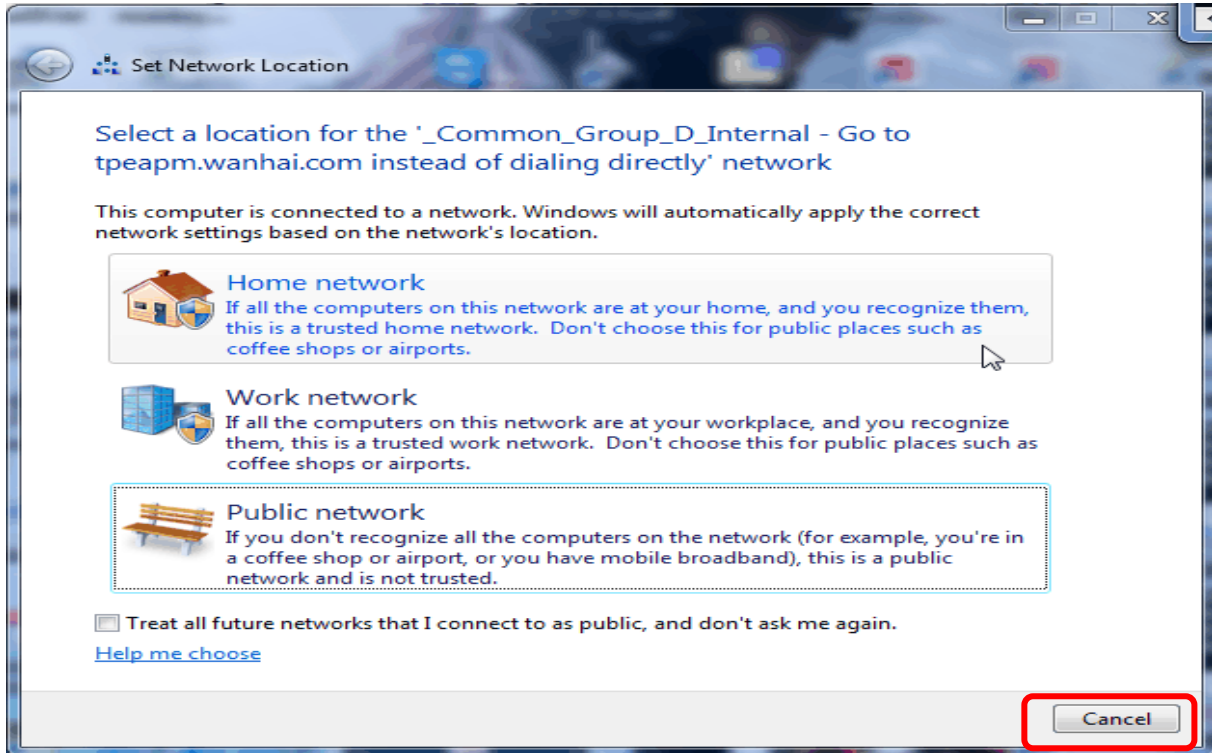 Set Network Location
Select a location for the '_Common_Group_D_Internal - Go to
tpeapm.wanhai.com instead of dialing directly' network
This computer is connected to a network. Windows will automatically apply the correct
network settings based on the network's location.
Home network
If all the computers on this network are at your home, and you recognize them,
this is a trusted home network.  Don't choose this for public places such as
coffee shops or airports.
Work network
If all the computers on this network are at your workplace, and you recognize
them, this is a trusted work network.  Don't choose this for public places such as
coffee shops or airports.
Public network
If you don't recognize all the computers on the network (for example, you're in
a coffee shop or airport, or you have mobile broadband), this is a public
network and is not trusted.
Treat all future networks that I connect to as public, and don't ask me again.
Help me choose
Cancel